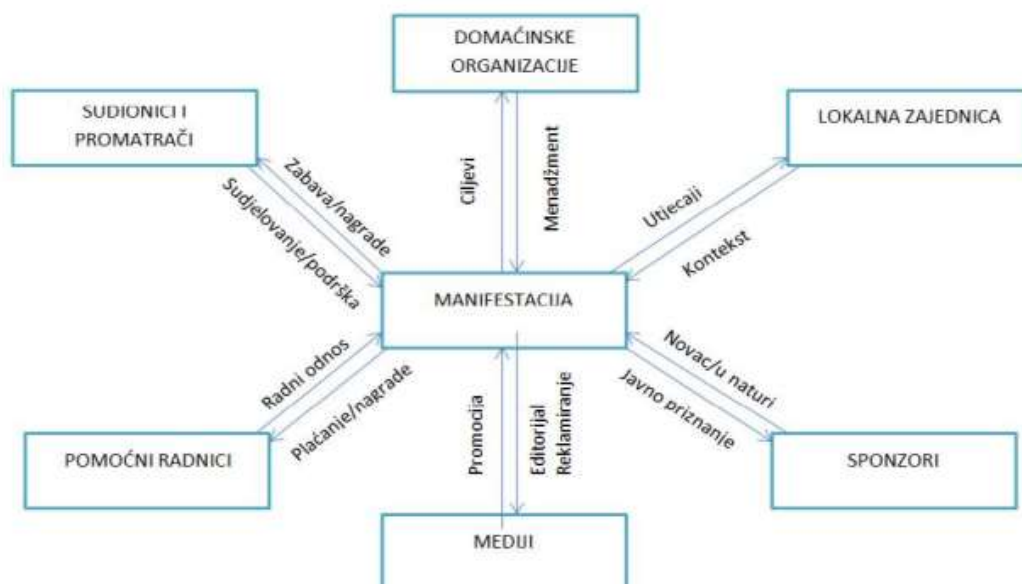 DOMAĆINSKE
ORGANIZACIJE
SUDIONICI I
PROMATRAČI
LOKALNA ZAJEDNICA
Zabava/nagrade
Sudjelovanje/podrška
Ciljevi
Menadžment
Utjecaji
Kontekst
MANIFESTACIJA
Radni odnos
Plaćanje/nagrade
Promocija
Editorijal
Reklamiranje
Novac/u naturi
Javno priznanje
POMOĆNI RADNICI
SPONZORI
MEDIJI